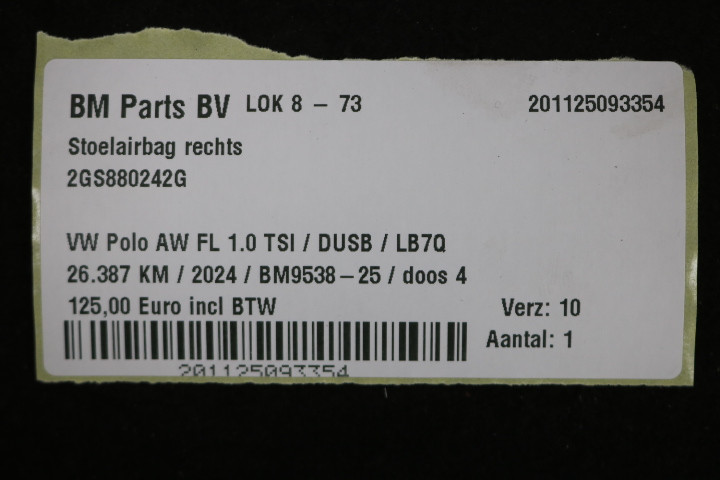 BM Parts BV LOK 8 - 73 201125093354
Stoelairbag rechts
2GS880242G
VW Polo AW FL 1.0 TSI / DUSB / LB7Q
26.387 KM / 2024 / BM9538-25 / doos 4
125,00 Euro incl BTW Verz: 10
Aantal: 1
201125093354